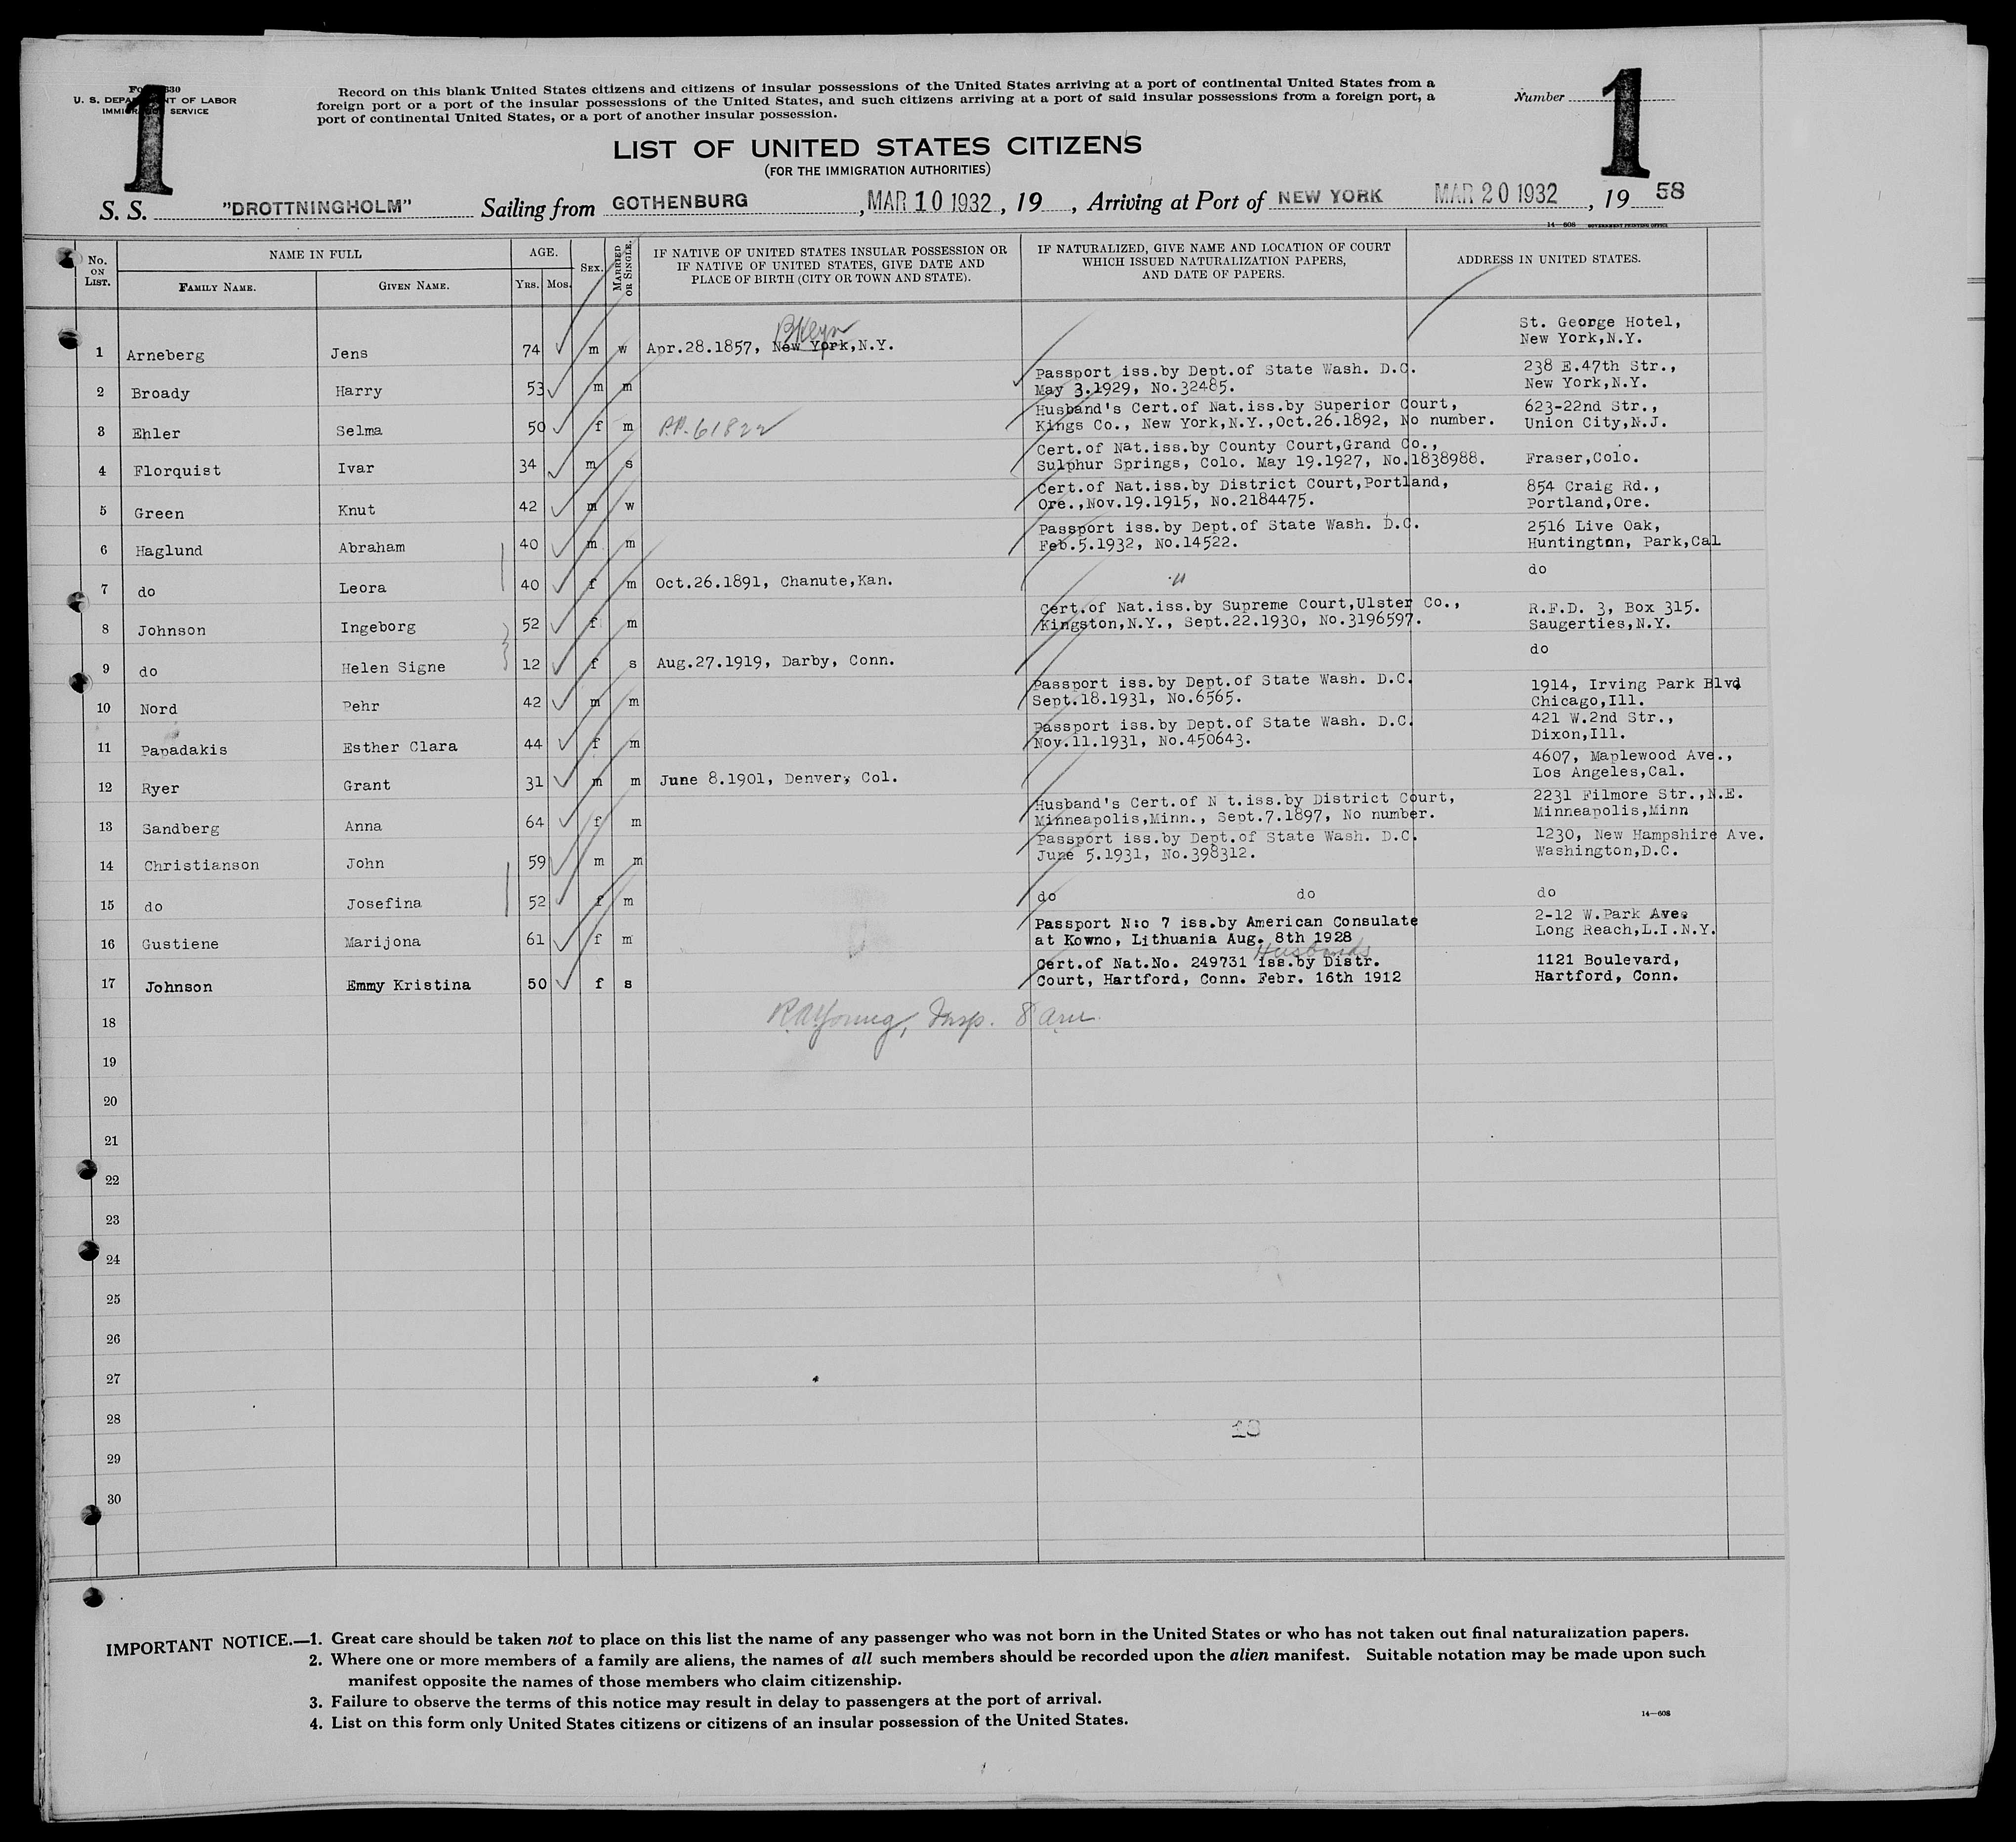 1
1
U. S. DEPARTMENT OF LABOR
IMMIGRATION SERVICE
Record on this blank United States citizens and citizens of insular possessions of the United States arriving at a port of continental United States from a
foreign port or a port of the insular possessions of the United States, and such citizens arriving at a port of said insular possessions from a foreign port, a
port of continental United States, or a port of another insular possession.
Number
LIST OF UNITED STATES CITIZENS
(FOR THE IMMIGRATION AUTHORITIES)
S. S. "DROTTNINGHOLM" Sailing from GOTHENBURG , MAR 10 1932 , 19 , Arriving at Port of NEW YORK MAR 20 1932 , 19 58
14—608 GOVERNMENT PRINTING OFFICE
No. ON LIST. NAME IN FULL AGE. SEX. MARRIED OR SINGLE. IF NATIVE OF UNITED STATES INSULAR POSSESSION OR IF NATIVE OF UNITED STATES, GIVE DATE AND PLACE OF BIRTH (CITY OR TOWN AND STATE). IF NATURALIZED, GIVE NAME AND LOCATION OF COURT WHICH ISSUED NATURALIZATION PAPERS, AND DATE OF PAPERS. ADDRESS IN UNITED STATES.
FAMILY NAME. GIVEN NAME. YRS. MOS.
1 Arneberg Jens 74 m w Apr.28.1857, New York,N.Y. Bklyn St. George Hotel, New York,N.Y.
2 Broady Harry 53 m m Passport iss.by Dept.of State Wash. D.C. May 3.1929, No.32485. 238 E.47th Str., New York,N.Y.
3 Ehler Selma 50 f m P.P.61822 Husband's Cert.of Nat.iss.by Superior Court, Kings Co., New York,N.Y.,Oct.26.1892, No number. 623-22nd Str., Union City,N.J.
4 Florquist Ivar 34 m s Cert.of Nat.iss.by County Court,Grand Co., Sulphur Springs, Colo. May 19.1927, No.1838988. Fraser,Colo.
5 Green Knut 42 m w Cert.of Nat.iss.by District Court,Portland, Ore.,Nov.19.1915, No.2184475. 854 Craig Rd., Portland,Ore.
6 Haglund Abraham 40 m m Passport iss.by Dept.of State Wash. D.C. Feb.5.1932, No.14522. 2516 Live Oak, Huntington, Park,Cal
7 do Leora 40 f m Oct.26.1891, Chanute,Kan. " do
8 Johnson Ingeborg 52 f m Cert.of Nat.iss.by Supreme Court,Ulster Co., Kingston,N.Y., Sept.22.1930, No.3196597. R.F.D. 3, Box 315. Saugerties,N.Y.
9 do Helen Signe 12 f s Aug.27.1919, Darby, Conn. do
10 Nord Pehr 42 m m Passport iss.by Dept.of State Wash. D.C. Sept.18.1931, No.6565. 1914, Irving Park Blvd Chicago,Ill.
11 Papadakis Esther Clara 44 f m Passport iss.by Dept.of State Wash. D.C. Nov.11.1931, No.450643. 421 W.2nd Str., Dixon,Ill.
12 Ryer Grant 31 m m June 8.1901, Denver, Col. 4607, Maplewood Ave., Los Angeles,Cal.
13 Sandberg Anna 64 f m Husband's Cert.of N t.iss.by District Court, Minneapolis,Minn., Sept.7.1897, No number. 2231 Filmore Str.,N.E. Minneapolis,Minn
14 Christianson John 59 m m Passport iss.by Dept.of State Wash. D.C. June 5.1931, No.398312. 1230, New Hampshire Ave. Washington,D.C.
15 do Josefina 52 f m do do do
16 Gustiene Marijona 61 f m Passport N:o 7 iss.by American Consulate at Kowno, Lithuania Aug. 8th 1928 2-12 W.Park Ave. Long Reach,L.I.N.Y.
17 Johnson Emmy Kristina 50 f s Husbands Cert.of Nat.No. 249731 iss.by Distr. Court, Hartford, Conn. Febr. 16th 1912 1121 Boulevard, Hartford, Conn.
18 R.A.Young, Insp. 8 am.
19
20
21
22
23
24
25
26
27
28
18
29
30
IMPORTANT NOTICE.—1. Great care should be taken not to place on this list the name of any passenger who was not born in the United States or who has not taken out final naturalization papers.
2. Where one or more members of a family are aliens, the names of all such members should be recorded upon the alien manifest. Suitable notation may be made upon such
manifest opposite the names of those members who claim citizenship.
3. Failure to observe the terms of this notice may result in delay to passengers at the port of arrival.
4. List on this form only United States citizens or citizens of an insular possession of the United States.
14—608